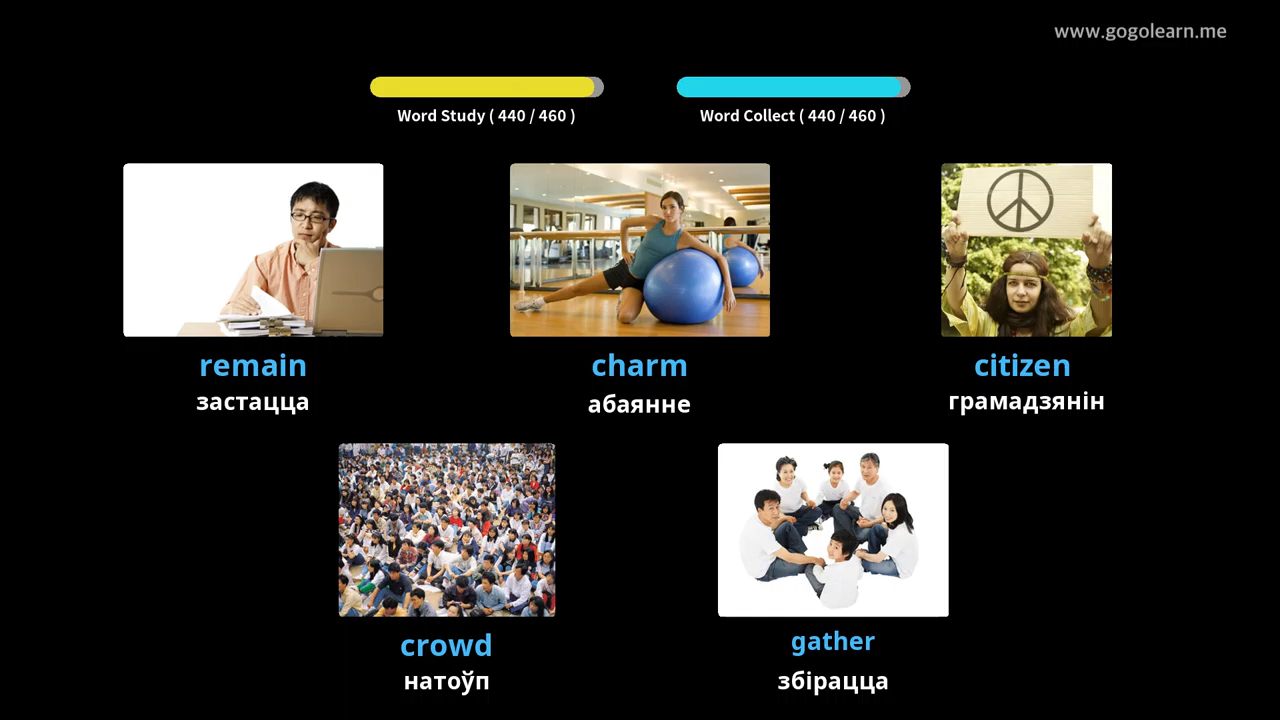 www.gogolearn.me
Word Study ( 440 / 460 )
Word Collect ( 440 / 460 )
remain
застацца
charm
абаянне
citizen
грамадзянін
crowd
натоўп
gather
збірацца